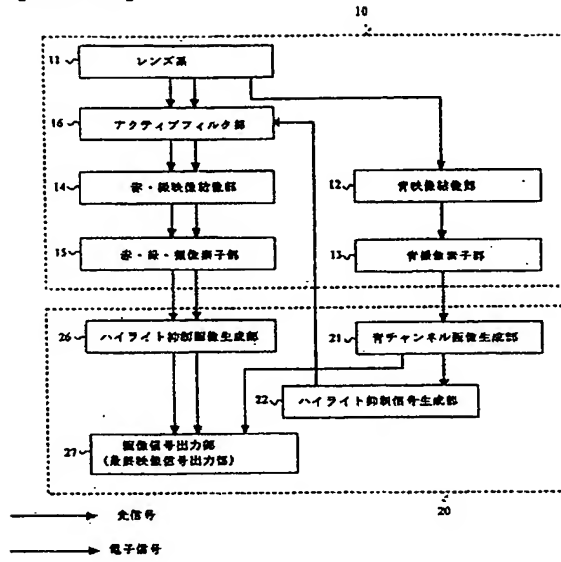 10
11 レンズ系
16 アクティブフィルタ部
14 赤・緑映像結像部
12 青映像結像部
15 赤・緑・撮像素子部
13 青撮像素子部
26 ハイライト抑制画像生成部
21 青チャンネル画像生成部
22 ハイライト抑制信号生成部
27 画像信号出力部
(最終映像信号出力部)
20
光信号
電子信号